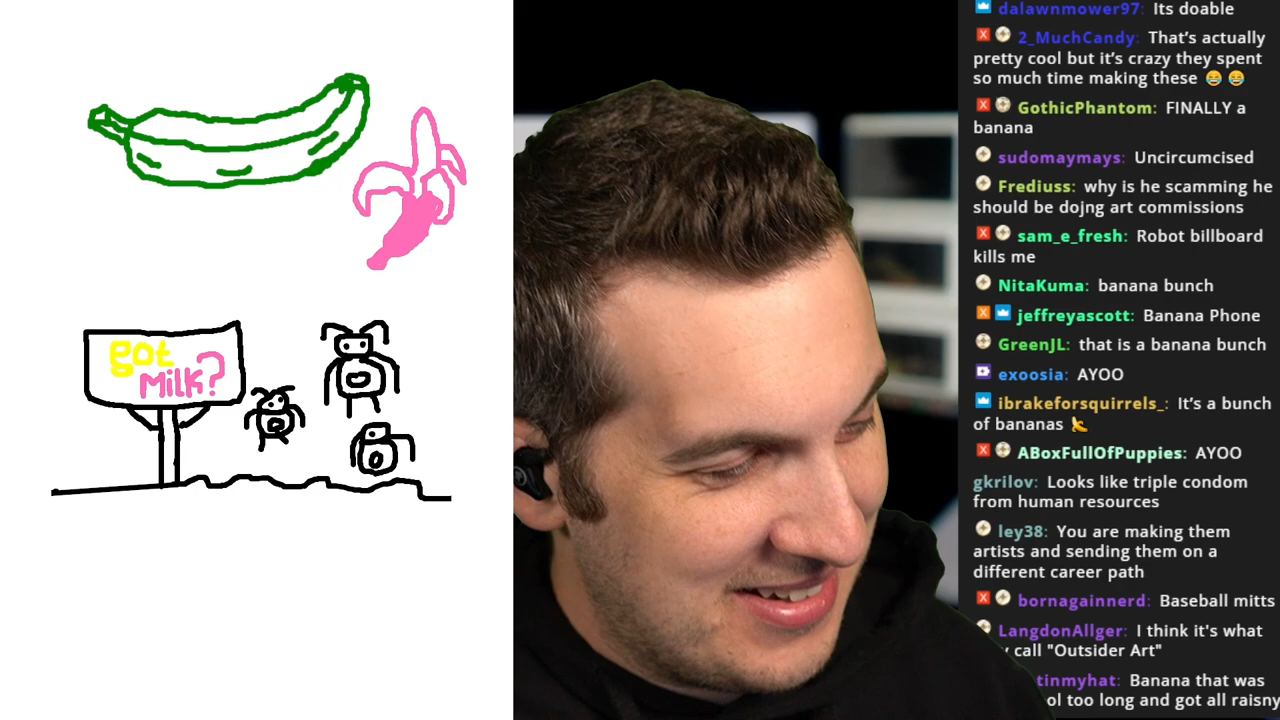 got
Milk?
dalawnmower97: Its doable
2_MuchCandy: That's actually
pretty cool but it's crazy they spent
so much time making these 😂 😂
GothicPhantom: FINALLY a
banana
sudomaymays: Uncircumcised
Frediuss: why is he scamming he
should be dojng art commissions
sam_e_fresh: Robot billboard
kills me
NitaKuma: banana bunch
jeffreyascott: Banana Phone
GreenJL: that is a banana bunch
exoosia: AYOO
ibrakeforsquirrels_: It's a bunch
of bananas 🍌
ABoxFullOfPuppies: AYOO
gkrilov: Looks like triple condom
from human resources
ley38: You are making them
artists and sending them on a
different career path
bornagainnerd: Baseball mitts
LangdonAllger: I think it's what
call "Outsider Art"
tinmyhat: Banana that was
too long and got all raisny